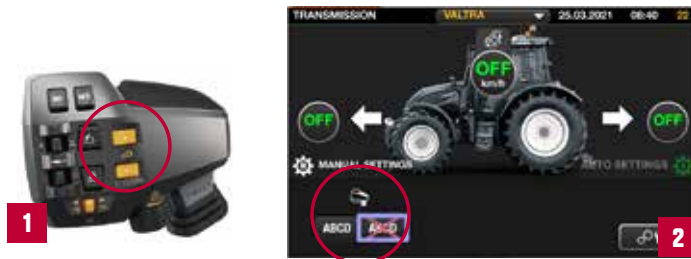 1
TRANSMISSION VALTRA 25.03.2021 08:40 22
OFF
km/h
OFF OFF
MANUAL SETTINGS AUTO SETTINGS
ABCD ABCD
2